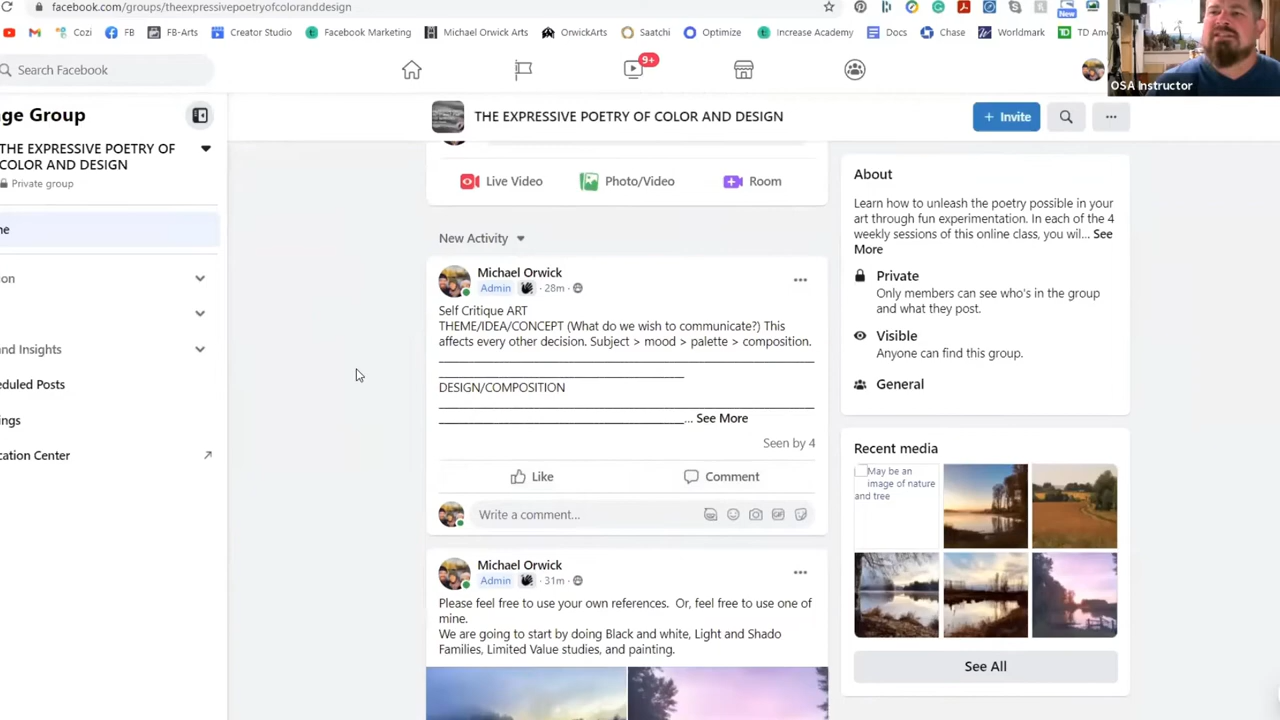 facebook.com/groups/theexpressivepoetryofcoloranddesign
Cozi FB FB-Arts Creator Studio Facebook Marketing Michael Orwick Arts OrwickArts Saatchi Optimize Increase Academy Docs Chase Worldmark TD Am
New
OSA Instructor
Search Facebook
9+
ge Group
THE EXPRESSIVE POETRY OF
COLOR AND DESIGN
Private group
THE EXPRESSIVE POETRY OF COLOR AND DESIGN
+ Invite
Live Video Photo/Video Room
New Activity
Michael Orwick
Admin 28m
Self Critique ART
THEME/IDEA/CONCEPT (What do we wish to communicate?) This
affects every other decision. Subject > mood > palette > composition.
DESIGN/COMPOSITION
... See More
Seen by 4
Like Comment
Write a comment...
GIF
Michael Orwick
Admin 31m
Please feel free to use your own references. Or, feel free to use one of
mine.
We are going to start by doing Black and white, Light and Shado
Families, Limited Value studies, and painting.
me
on
and Insights
eduled Posts
ngs
cation Center
About
Learn how to unleash the poetry possible in your
art through fun experimentation. In each of the 4
weekly sessions of this online class, you wil... See
More
Private
Only members can see who's in the group
and what they post.
Visible
Anyone can find this group.
General
Recent media
May be an
image of nature
and tree
See All